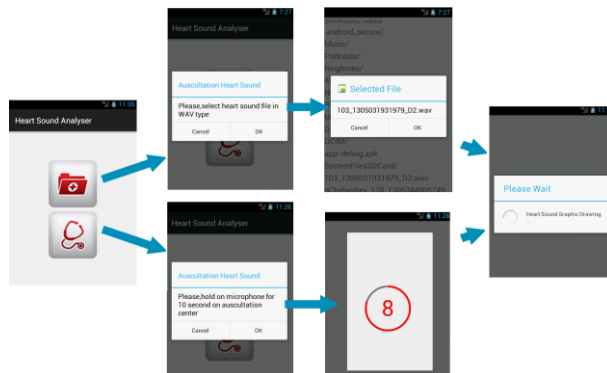 7:27
Heart Sound Analyser
Auscultation Heart Sound
Please,select heart sound file in
WAV type
Cancel OK
7:27
android_secure/
Music/
Podcasts/
Ringtones/
Selected File
103_1305031931979_D2.wav
Cancel OK
DCIM/
app-debug.apk
SystemFilesSDCard/
103_1305031931979_D2.wav
11:35
Heart Sound Analyser
Please Wait
Heart Sound Graphic Drawing.
11:26
Heart Sound Analyser
Auscultation Heart Sound
Please,hold on microphone for
10 second on auscultation
center
Cancel OK
11:28
8